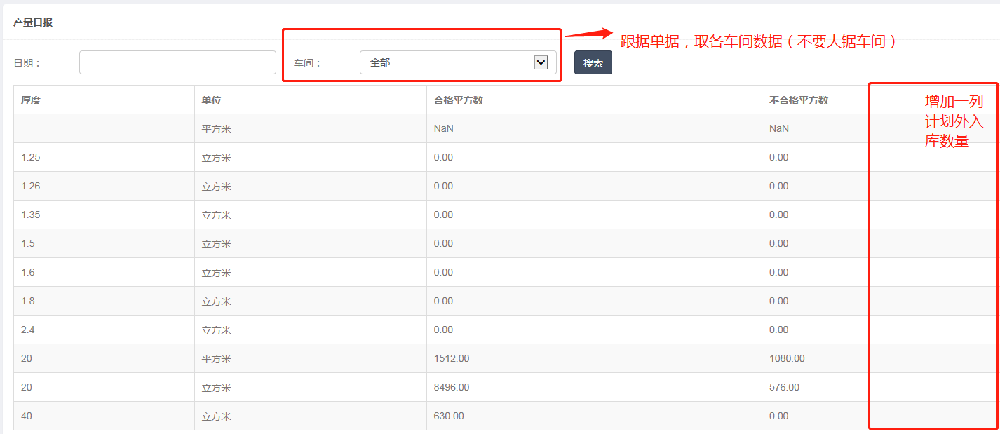 产量日报
跟据单据，取各车间数据（不要大锯车间）
日期： 车间： 全部 搜索
厚度 单位 合格平方数 不合格平方数
增加一列
计划外入
库数量
平方米 NaN NaN
1.25 立方米 0.00 0.00
1.26 立方米 0.00 0.00
1.35 立方米 0.00 0.00
1.5 立方米 0.00 0.00
1.6 立方米 0.00 0.00
1.8 立方米 0.00 0.00
2.4 立方米 0.00 0.00
20 平方米 1512.00 1080.00
20 立方米 8496.00 576.00
40 立方米 630.00 0.00